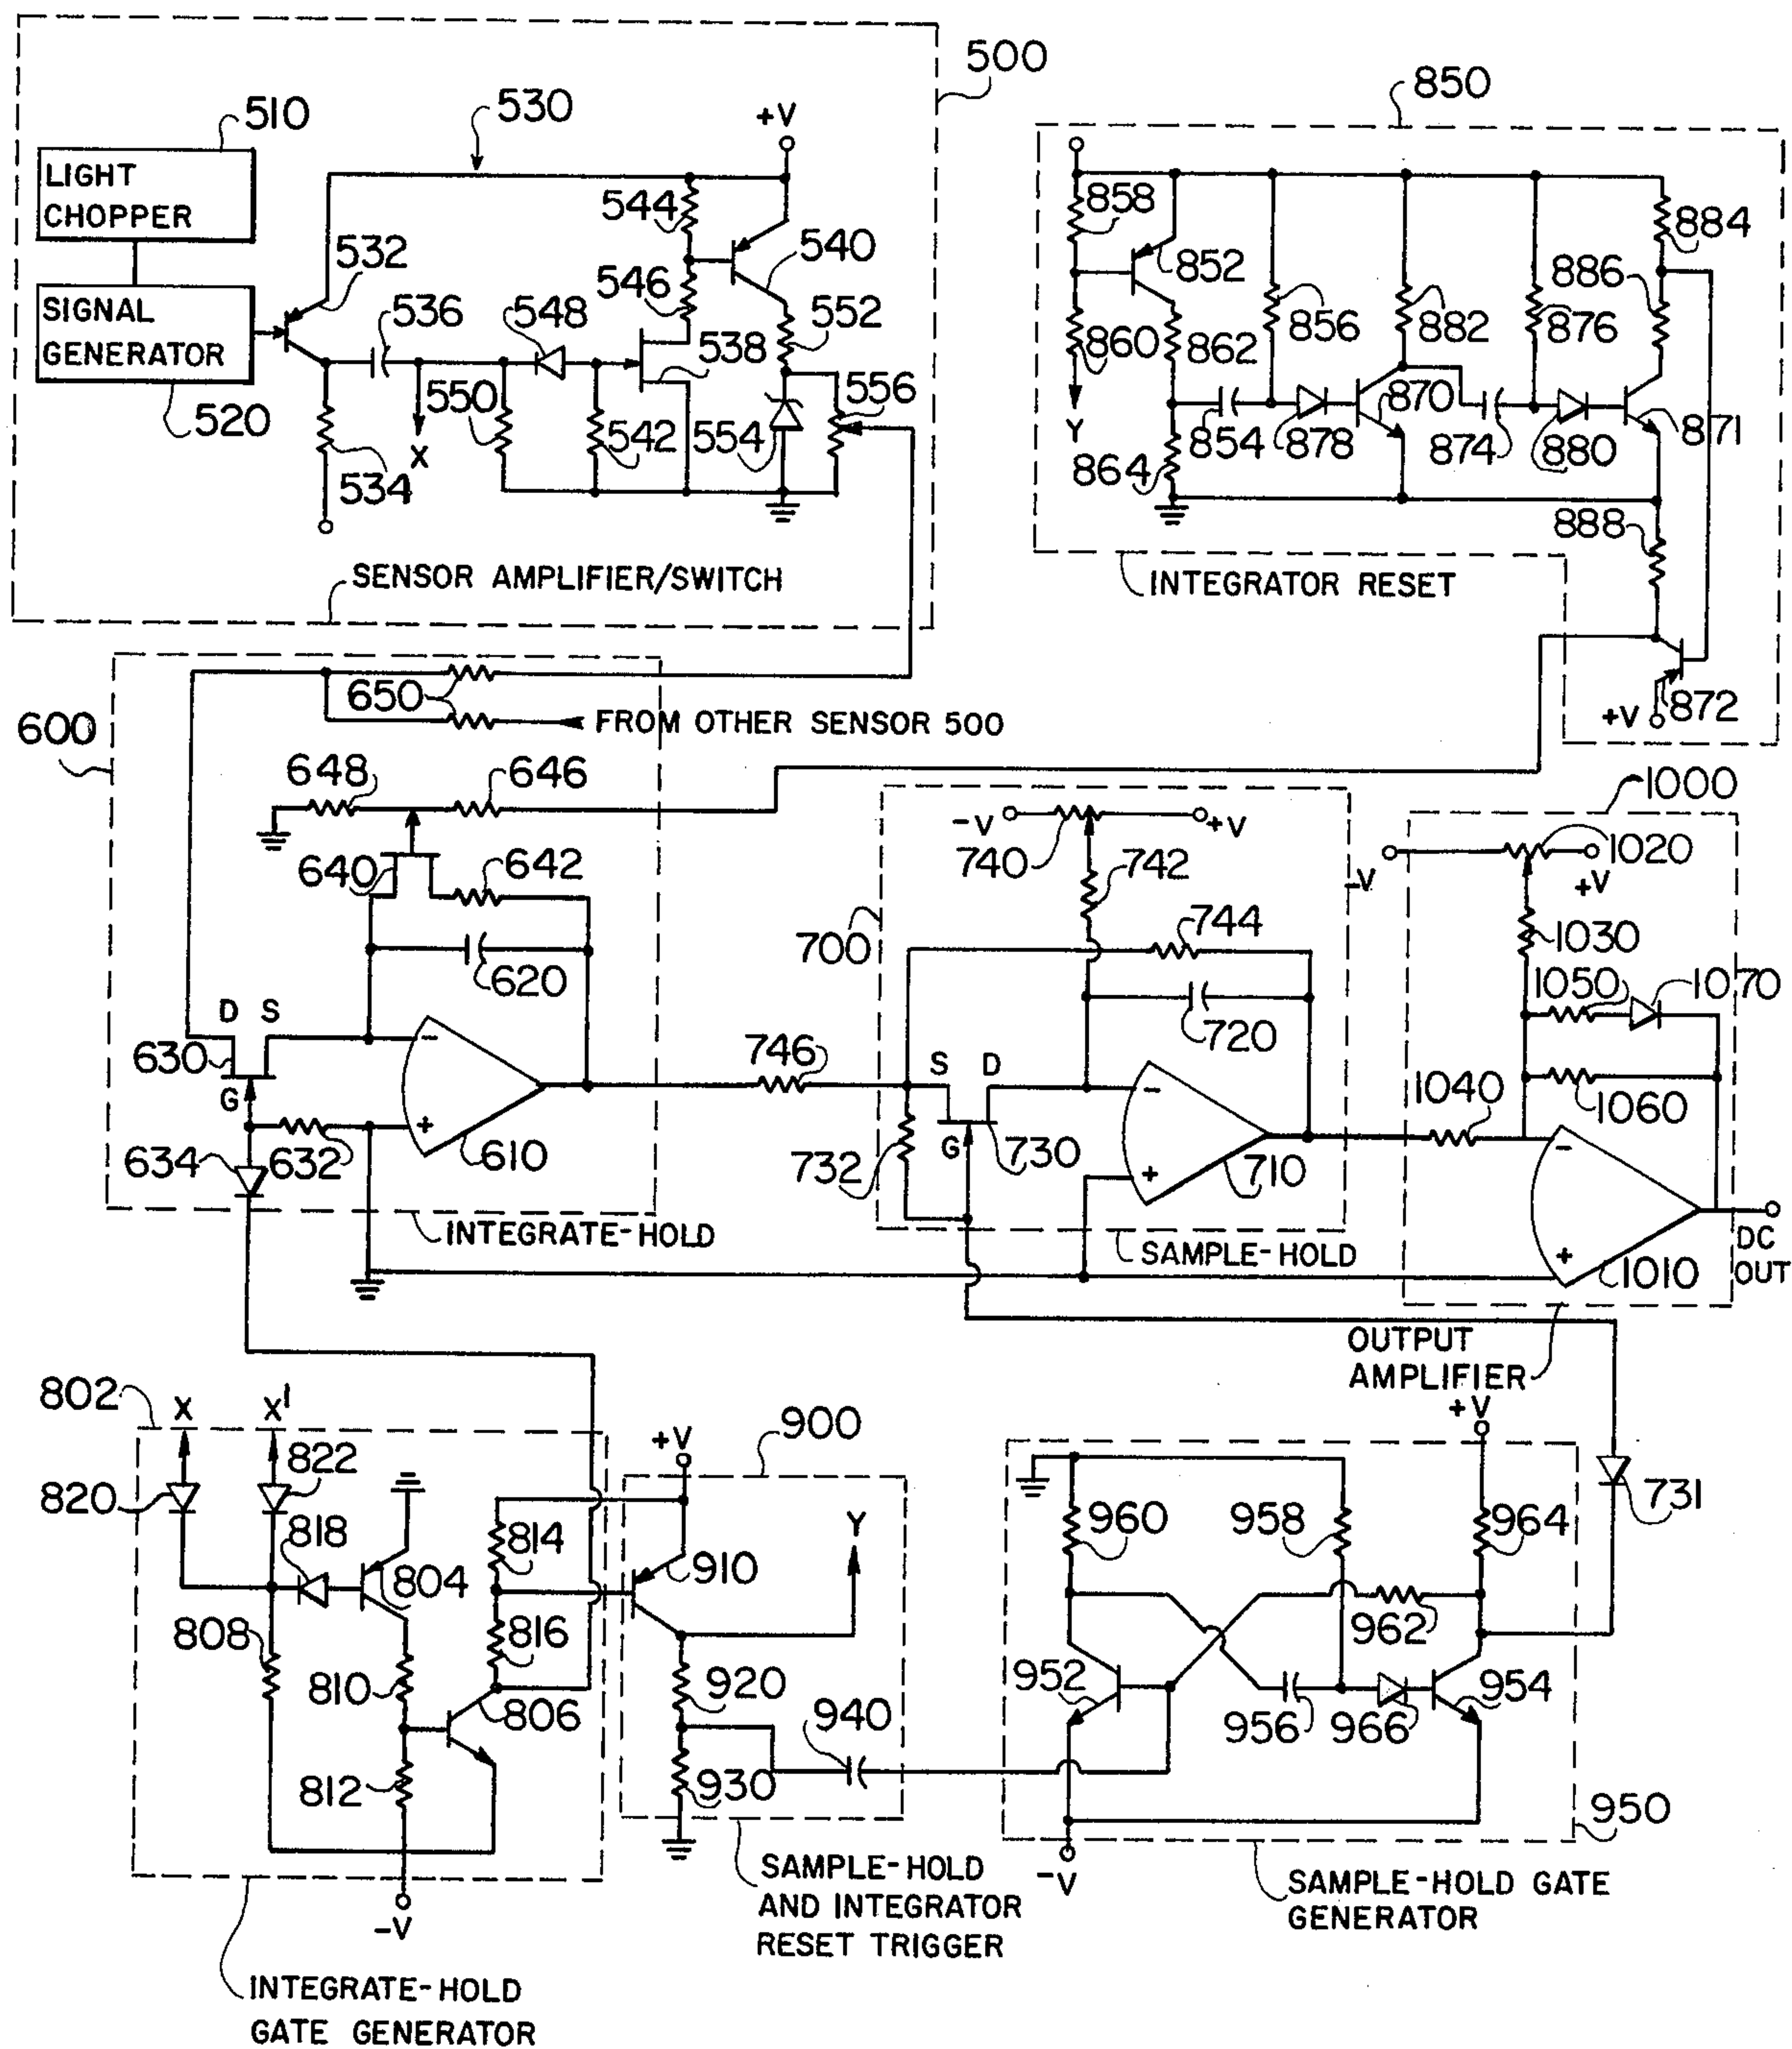 500
510
LIGHT
CHOPPER
SIGNAL
GENERATOR
520
530
+V
532
534
536
548
544
546
540
538
552
556
550
542
554
X
SENSOR AMPLIFIER/SWITCH
850
858
852
856
882
876
884
886
860
862
Y
854
878
870
874
880
871
864
888
INTEGRATOR RESET
+V
872
600
650
FROM OTHER SENSOR 500
648
646
640
642
620
D S
630
G
634
632
-
+
610
INTEGRATE-HOLD
700
-V
+V
740
742
744
720
746
S D
732
G
730
-
+
710
SAMPLE-HOLD
1000
-V
1020
+V
1030
1050
1070
1060
1040
-
+
1010
DC
OUT
OUTPUT
AMPLIFIER
802
X X'
820
822
818
804
808
810
812
806
814
816
-V
INTEGRATE-HOLD
GATE GENERATOR
900
+V
910
Y
920
930
940
SAMPLE-HOLD
AND INTEGRATOR
RESET TRIGGER
+V
731
960
958
964
962
952
956
966
954
-V
950
SAMPLE-HOLD GATE
GENERATOR